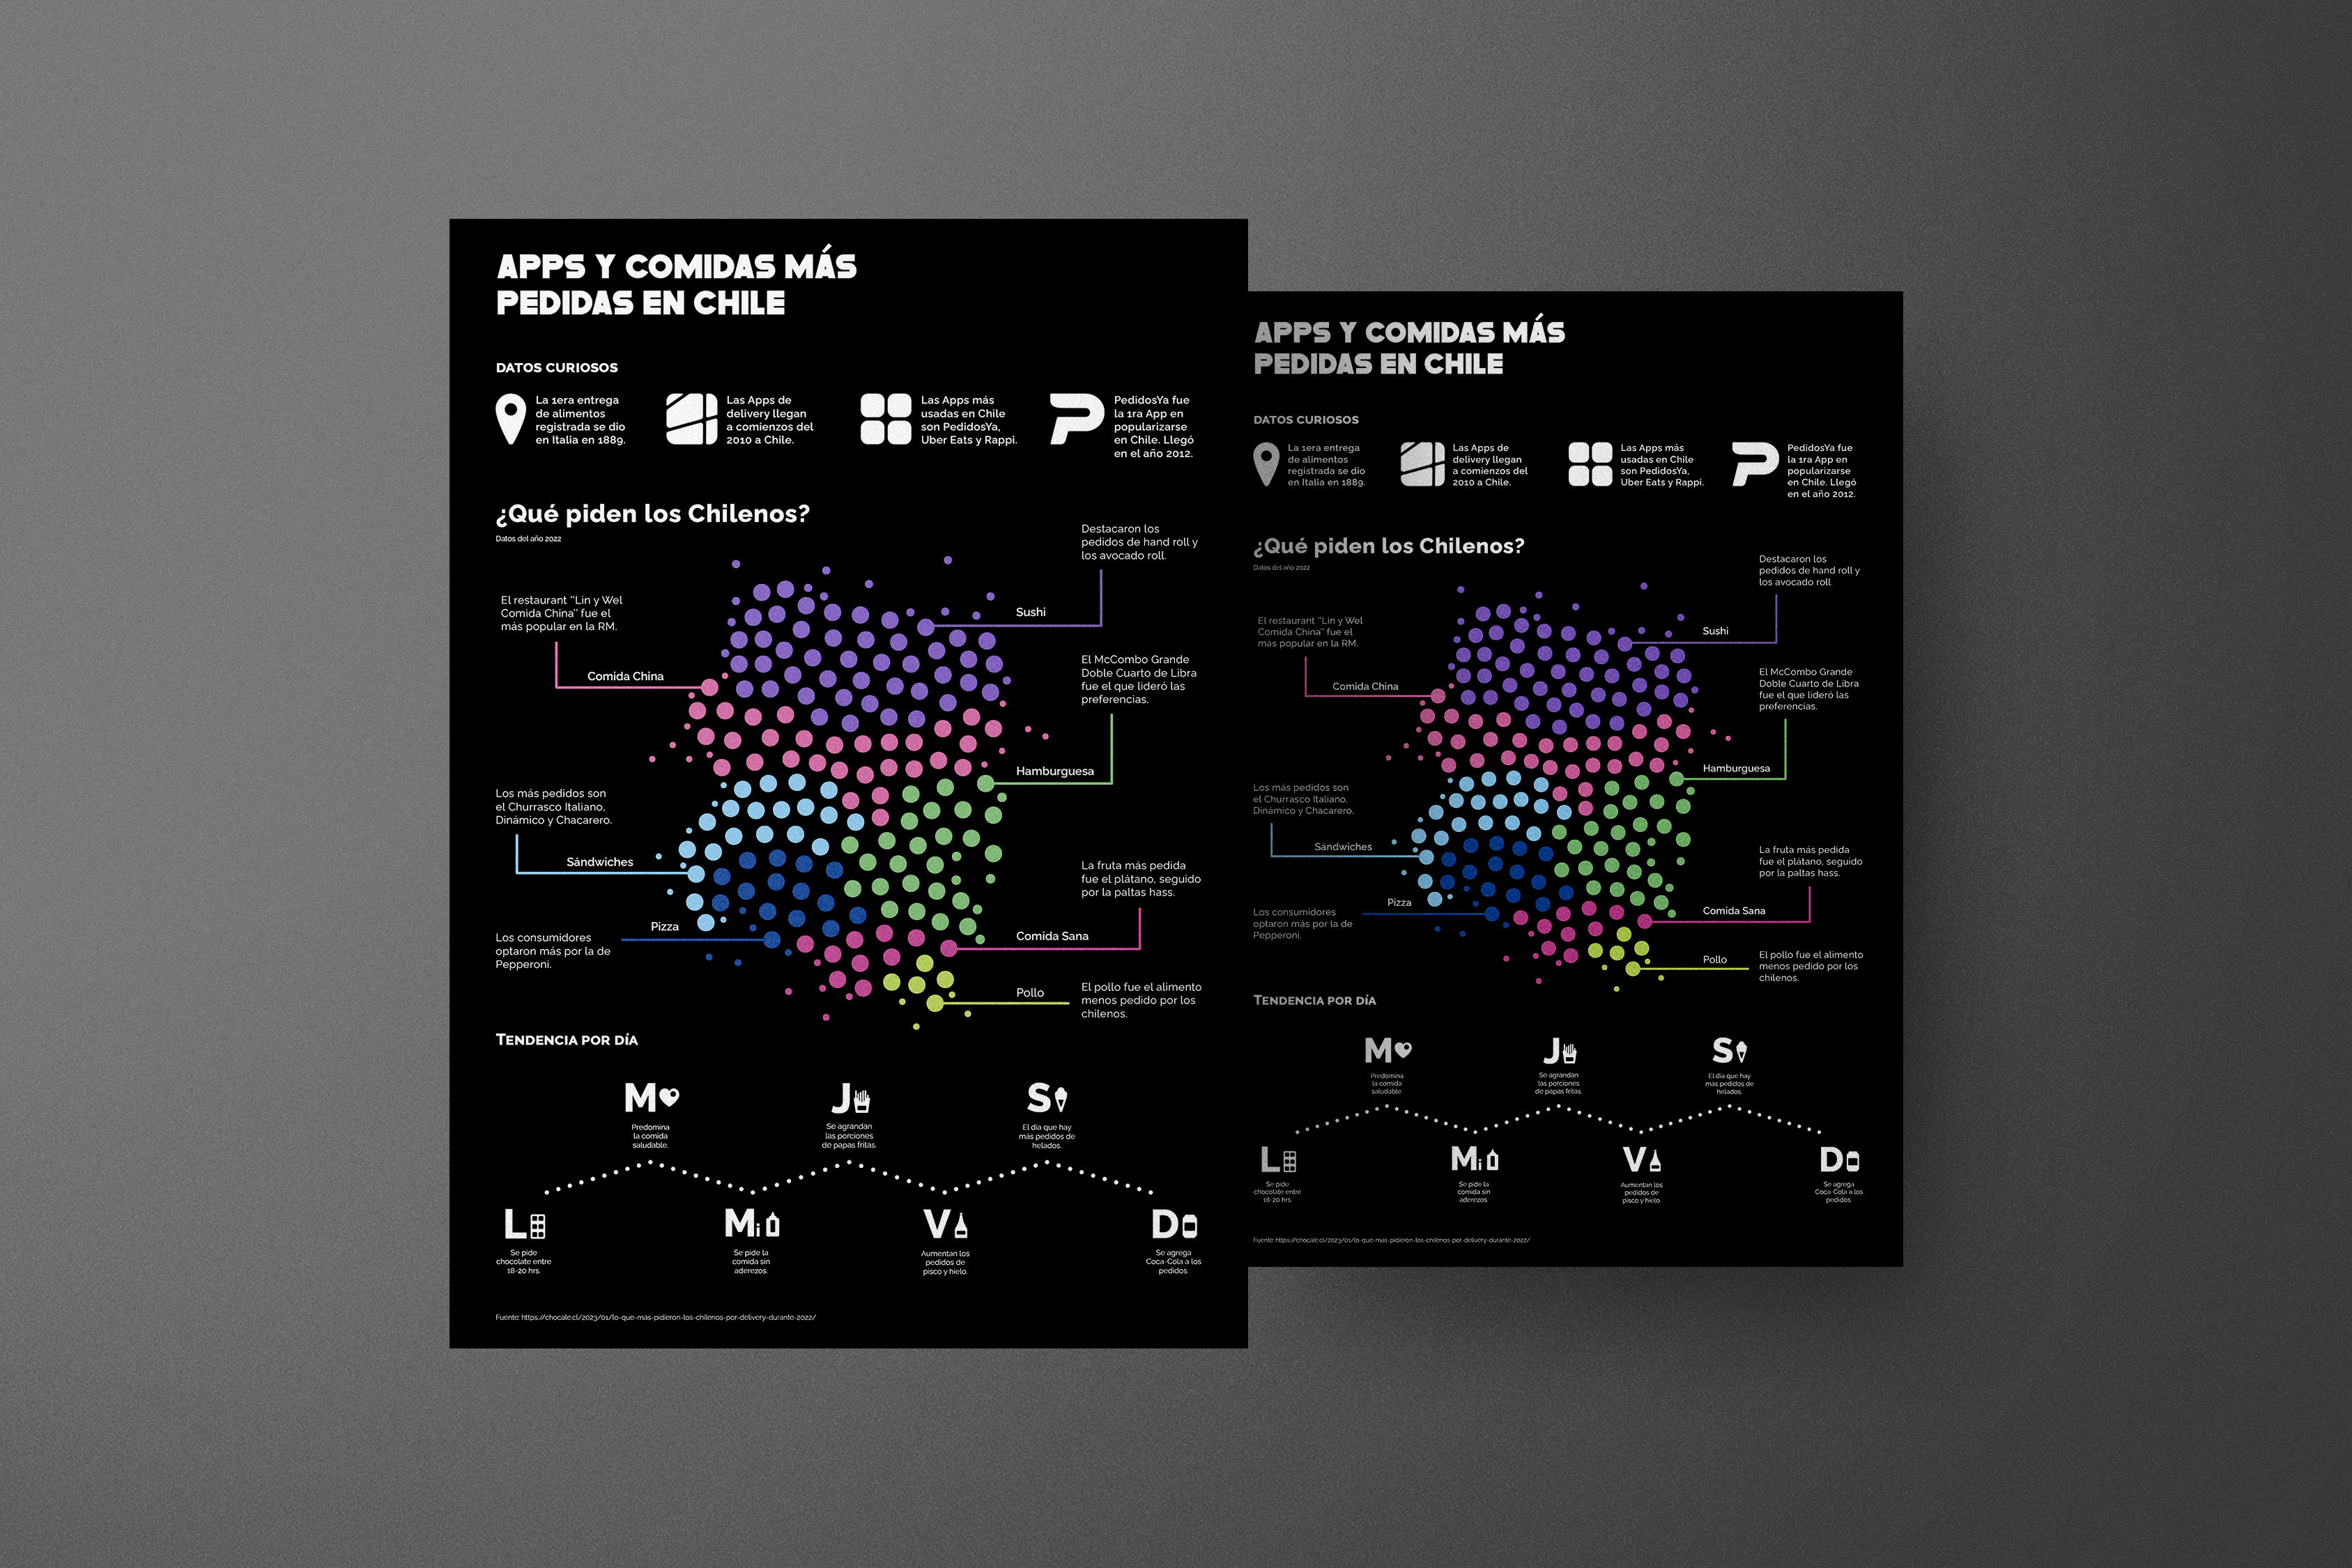 APPS Y COMIDAS MÁS
PEDIDAS EN CHILE
DATOS CURIOSOS
La 1era entrega
de alimentos
registrada se dio
en Italia en 1889.
Las Apps de
delivery llegan
a comienzos del
2010 a Chile.
Las Apps más
usadas en Chile
son PedidosYa,
Uber Eats y Rappi.
PedidosYa fue
la 1ra App en
popularizarse
en Chile. Llegó
en el año 2012.
¿Qué piden los Chilenos?
Datos del año 2022
Destacaron los
pedidos de hand roll y
los avocado roll.
Sushi
El restaurant "Lin y Wel
Comida China" fue el
más popular en la RM.
Comida China
El McCombo Grande
Doble Cuarto de Libra
fue el que lideró las
preferencias.
Hamburguesa
Los más pedidos son
el Churrasco Italiano,
Dinámico y Chacarero.
Sándwiches
La fruta más pedida
fue el plátano, seguido
por la paltas hass.
Comida Sana
Pizza
Los consumidores
optaron más por la de
Pepperoni.
Pollo
El pollo fue el alimento
menos pedido por los
chilenos.
TENDENCIA POR DÍA
M
Predomina
la comida
saludable.
J
Se agrandan
las porciones
de papas fritas.
S
El dia que hay
más pedidos de
helados.
L
Se pide
chocolate entre
18-20 hrs.
Mi
Se pide la
comida sin
aderezos.
V
Aumentan los
pedidos de
pisco y hielo.
D
Se agrega
Coca-Cola a los
pedidos.
Fuente: https://chocale.cl/2023/01/lo-que-mas-pidieron-los-chilenos-por-delivery-durante-2022/
APPS Y COMIDAS MÁS
PEDIDAS EN CHILE
DATOS CURIOSOS
La 1era entrega
de alimentos
registrada se dio
en Italia en 1889.
Las Apps de
delivery llegan
a comienzos del
2010 a Chile.
Las Apps más
usadas en Chile
son PedidosYa,
Uber Eats y Rappi.
PedidosYa fue
la 1ra App en
popularizarse
en Chile. Llegó
en el año 2012.
¿Qué piden los Chilenos?
Datos del año 2022
Destacaron los
pedidos de hand roll y
los avocado roll.
Sushi
El restaurant "Lin y Wel
Comida China" fue el
más popular en la RM.
Comida China
El McCombo Grande
Doble Cuarto de Libra
fue el que lideró las
preferencias.
Hamburguesa
Los más pedidos son
el Churrasco Italiano,
Dinámico y Chacarero.
Sándwiches
La fruta más pedida
fue el plátano, seguido
por la paltas hass.
Comida Sana
Pizza
Los consumidores
optaron más por la de
Pepperoni.
Pollo
El pollo fue el alimento
menos pedido por los
chilenos.
TENDENCIA POR DÍA
M
Predomina
la comida
saludable.
J
Se agrandan
las porciones
de papas fritas.
S
El dia que hay
más pedidos de
helados.
L
Se pide
chocolate entre
18-20 hrs.
Mi
Se pide la
comida sin
aderezos.
V
Aumentan los
pedidos de
pisco y hielo.
D
Se agrega
Coca-Cola a los
pedidos.
Fuente: https://chocale.cl/2023/01/lo-que-mas-pidieron-los-chilenos-por-delivery-durante-2022/